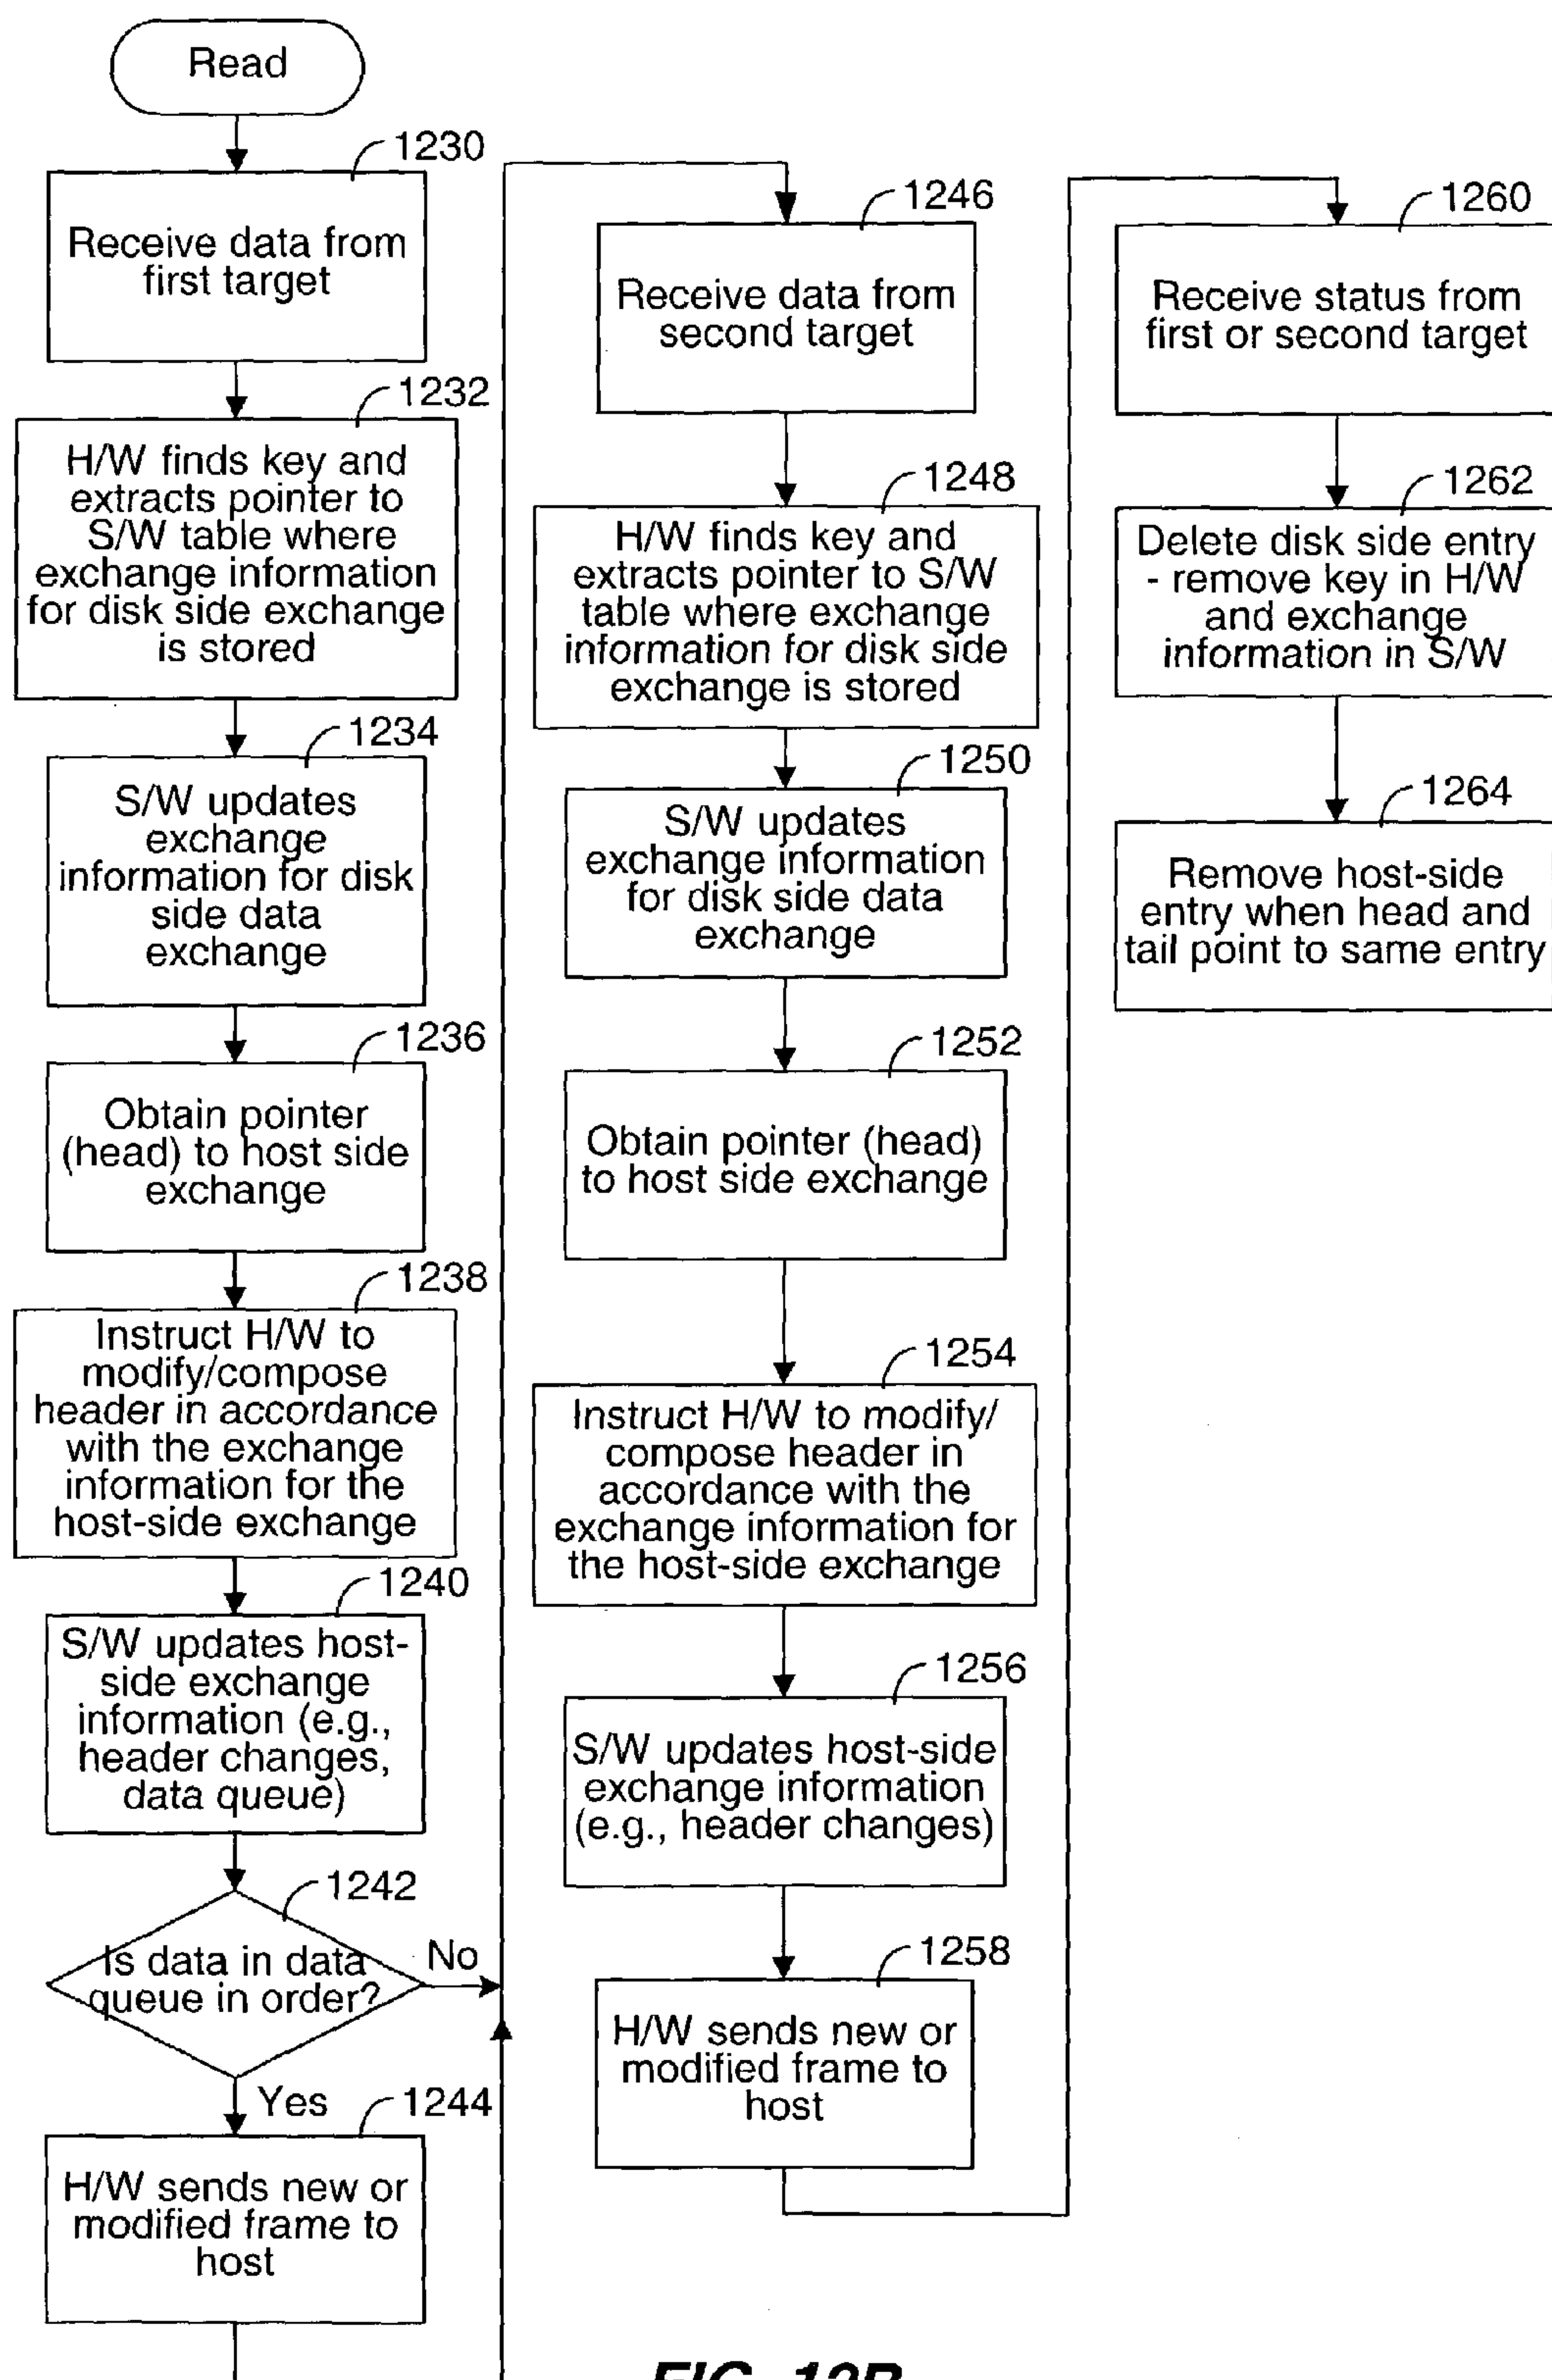 Read
1230
Receive data from
first target
1232
H/W finds key and
extracts pointer to
S/W table where
exchange information
for disk side exchange
is stored
1234
S/W updates
exchange
information for disk
side data
exchange
1236
Obtain pointer
(head) to host side
exchange
1238
Instruct H/W to
modify/compose
header in accordance
with the exchange
information for the
host-side exchange
1240
S/W updates host-
side exchange
information (e.g.,
header changes,
data queue)
1242
Is data in data
queue in order?
No
Yes
1244
H/W sends new or
modified frame to
host
1246
Receive data from
second target
1248
H/W finds key and
extracts pointer to S/W
table where exchange
information for disk side
exchange is stored
1250
S/W updates
exchange information
for disk side data
exchange
1252
Obtain pointer (head)
to host side exchange
1254
Instruct H/W to modify/
compose header in
accordance with the
exchange information for
the host-side exchange
1256
S/W updates host-side
exchange information
(e.g., header changes)
1258
H/W sends new or
modified frame to
host
1260
Receive status from
first or second target
1262
Delete disk side entry
- remove key in H/W
and exchange
information in S/W
1264
Remove host-side
entry when head and
tail point to same entry
FIG. 12B